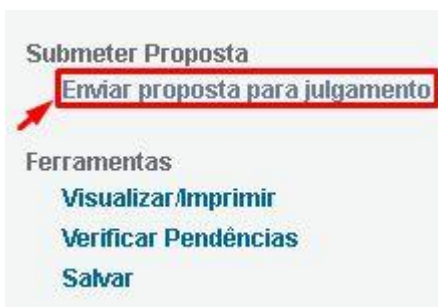 Submeter Proposta
Enviar proposta para julgamento
Ferramentas
Visualizar/Imprimir
Verificar Pendências
Salvar